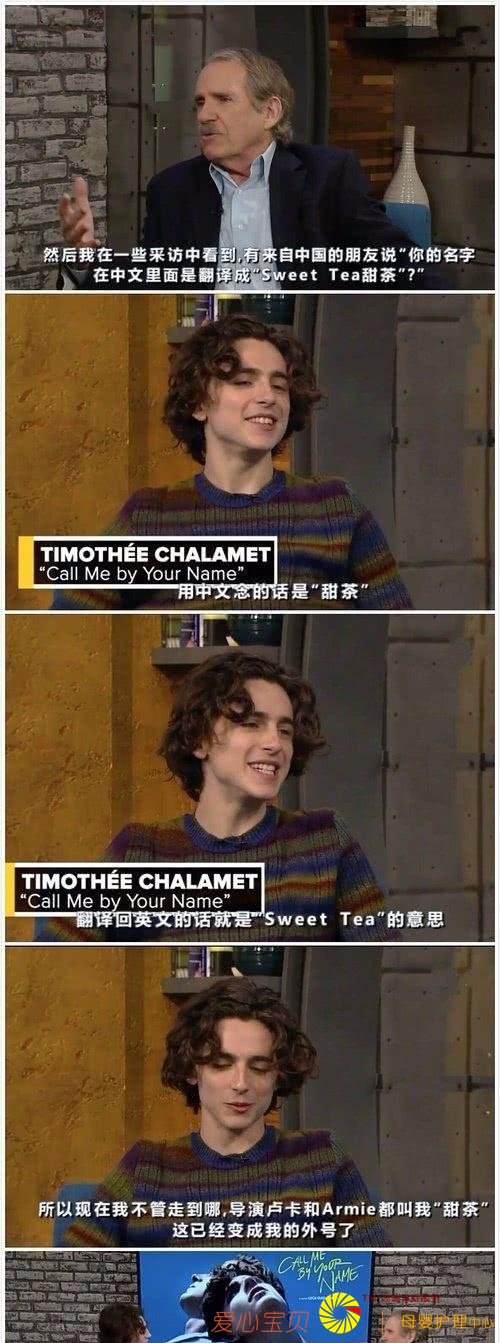 然后我在一些采访中看到,有来自中国的朋友说“你的名字
在中文里面是翻译成“Sweet Tea甜茶”?”
TIMOTHÉE CHALAMET
“Call Me by Your Name”
用中文念的话是“甜茶”
TIMOTHÉE CHALAMET
“Call Me by Your Name”
翻译回英文的话就是“Sweet Tea”的意思
所以现在我不管走到哪,导演卢卡和Armie都叫我“甜茶”
这已经变成我的外号了
CALL ME
BY YOUR
NAME
爱心宝贝
母婴护理中心